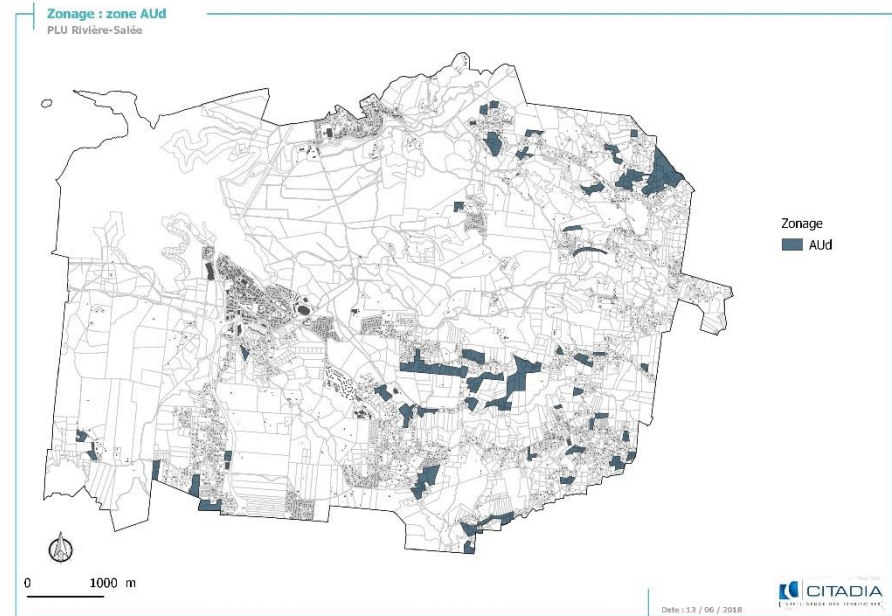 Zonage : zone AUd
PLU Rivière-Salée
Zonage
AUd
0 1000 m
Date : 13 / 06 / 2018
CITADIA